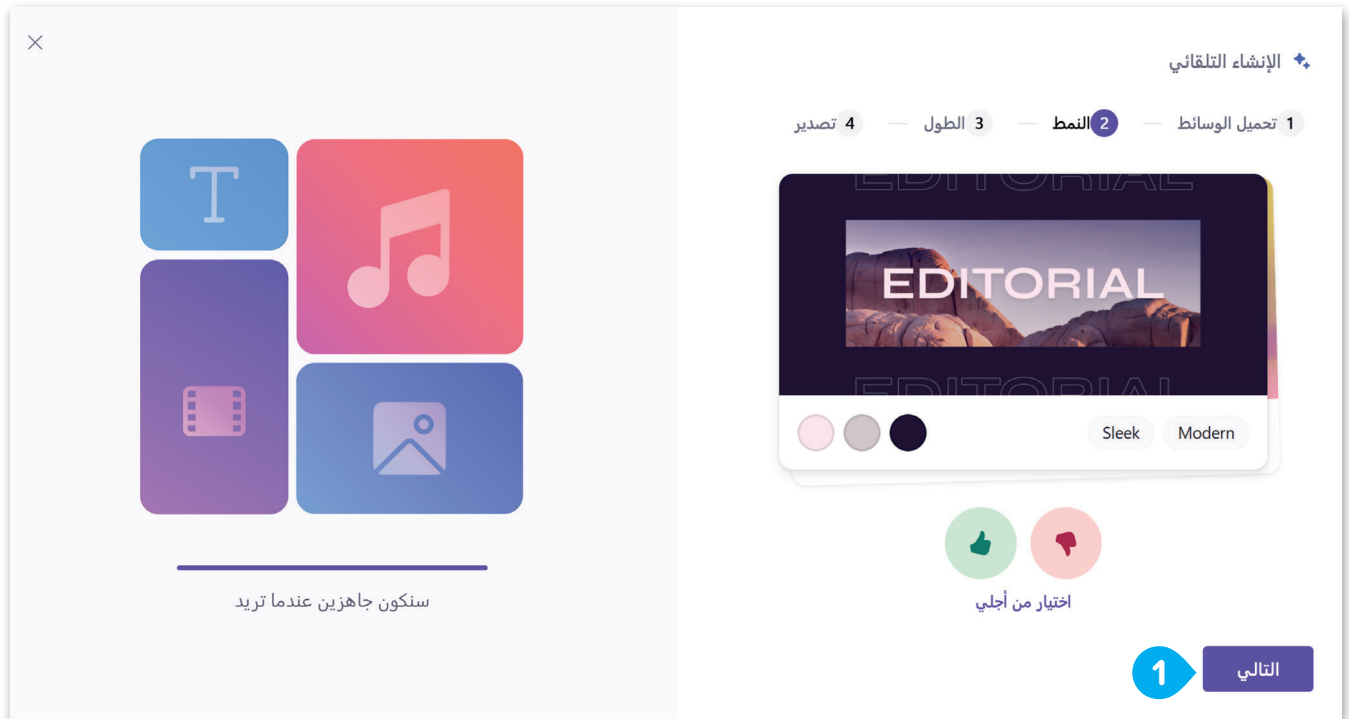 الإنشاء التلقائي
1 تحميل الوسائط — 2 النمط — 3 الطول — 4 تصدير
EDITORIAL
EDITORIAL
EDITORIAL
Sleek Modern
اختيار من أجلي
التالي
1
T
سنكون جاهزين عندما تريد